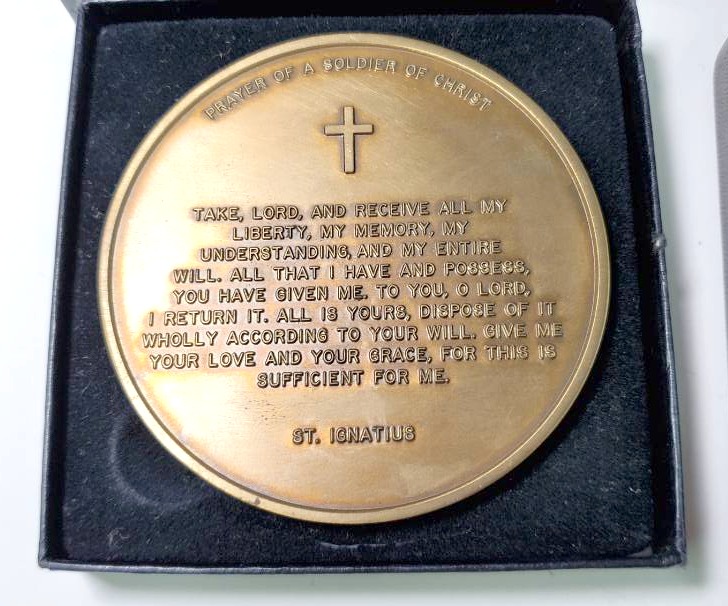 PRAYER OF A SOLDIER OF CHRIST
TAKE, LORD, AND RECEIVE ALL MY
LIBERTY, MY MEMORY, MY
UNDERSTANDING, AND MY ENTIRE
WILL. ALL THAT I HAVE AND POSSESS,
YOU HAVE GIVEN ME. TO YOU, O LORD,
I RETURN IT. ALL IS YOURS, DISPOSE OF IT
WHOLLY ACCORDING TO YOUR WILL. GIVE ME
YOUR LOVE AND YOUR GRACE, FOR THIS IS
SUFFICIENT FOR ME.
ST. IGNATIUS